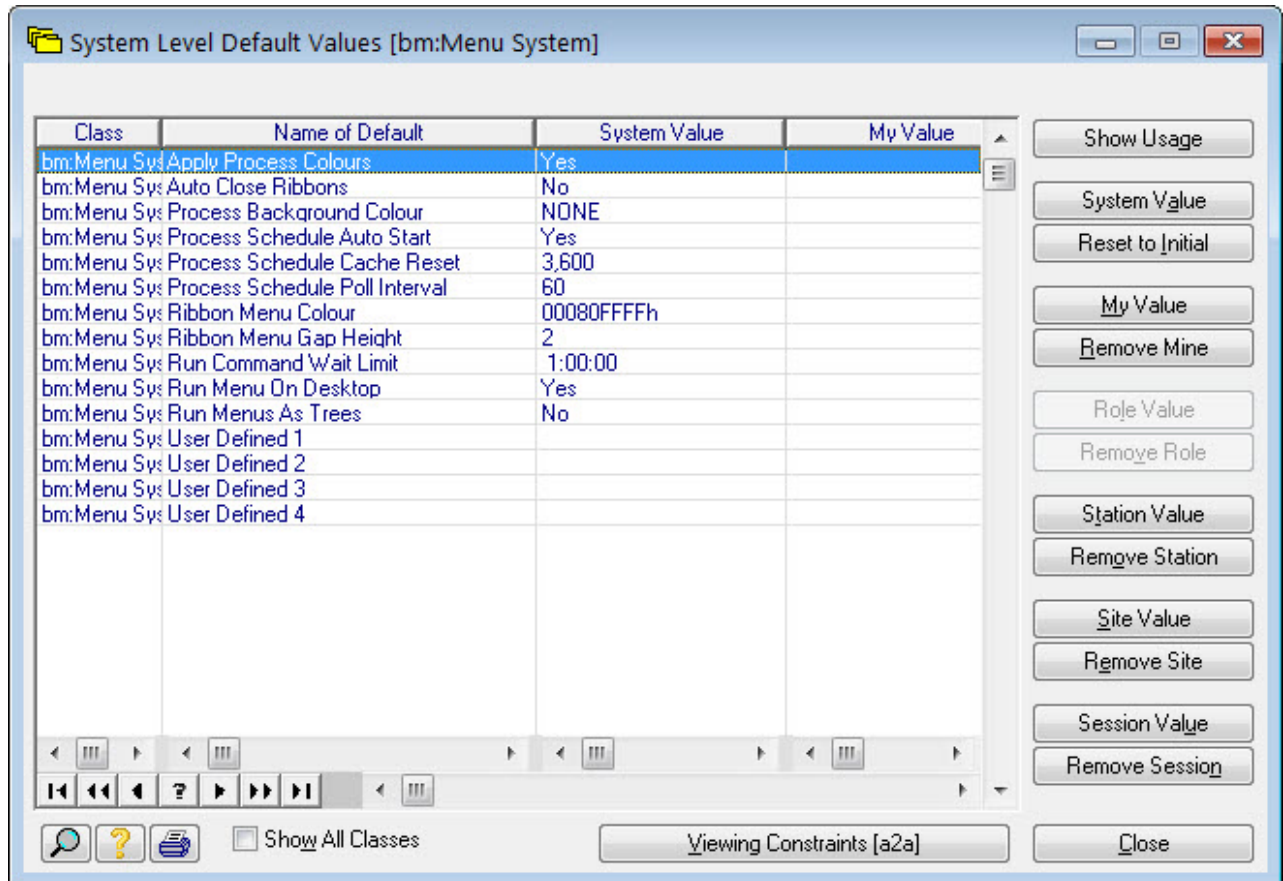 System Level Default Values [bm:Menu System]
Class Name of Default System Value My Value
bm:Menu Sys Apply Process Colours Yes
bm:Menu Sys Auto Close Ribbons No
bm:Menu Sys Process Background Colour NONE
bm:Menu Sys Process Schedule Auto Start Yes
bm:Menu Sys Process Schedule Cache Reset 3,600
bm:Menu Sys Process Schedule Poll Interval 60
bm:Menu Sys Ribbon Menu Colour 00080FFFFh
bm:Menu Sys Ribbon Menu Gap Height 2
bm:Menu Sys Run Command Wait Limit 1:00:00
bm:Menu Sys Run Menu On Desktop Yes
bm:Menu Sys Run Menus As Trees No
bm:Menu Sys User Defined 1
bm:Menu Sys User Defined 2
bm:Menu Sys User Defined 3
bm:Menu Sys User Defined 4
Show Usage
System Value
Reset to Initial
My Value
Remove Mine
Role Value
Remove Role
Station Value
Remove Station
Site Value
Remove Site
Session Value
Remove Session
?
? Show All Classes Viewing Constraints [a2a] Close